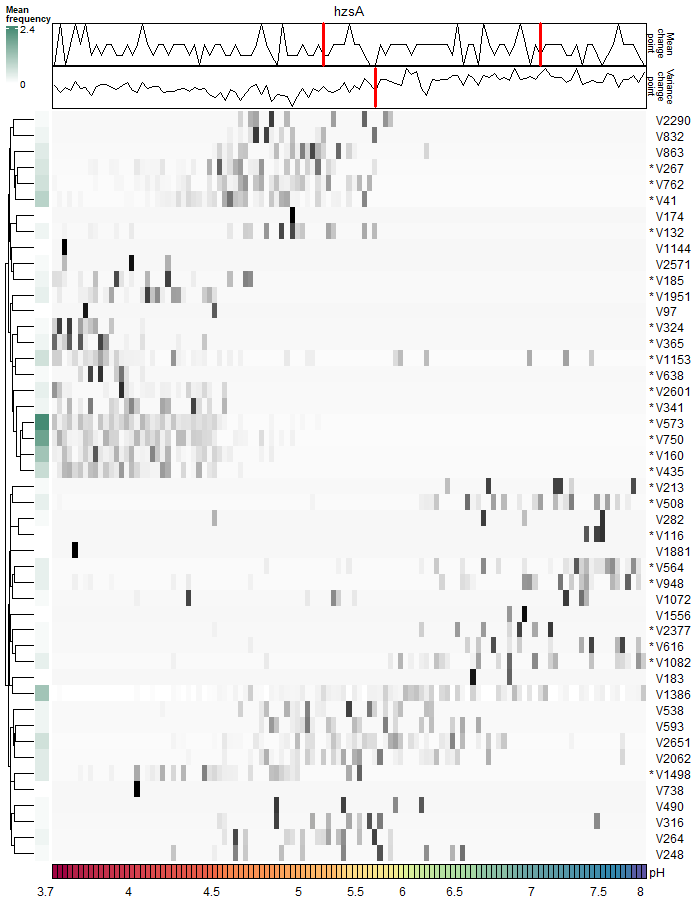 hzsA
Mean
frequency
2.4
0
Mean
change
point
Variance
change
point
V2290
V832
V863
* V267
* V762
* V41
V174
* V132
V1144
V2571
* V185
* V1951
V97
* V324
* V365
* V1153
* V638
* V2601
* V341
* V573
* V750
* V160
* V435
* V213
* V508
V282
* V116
V1881
* V564
* V948
V1072
V1556
* V2377
* V616
* V1082
V183
V1386
V538
V593
V2651
V2062
* V1498
V738
V490
V316
V264
V248
pH
3.7 4 4.5 5 5.5 6 6.5 7 7.5 8